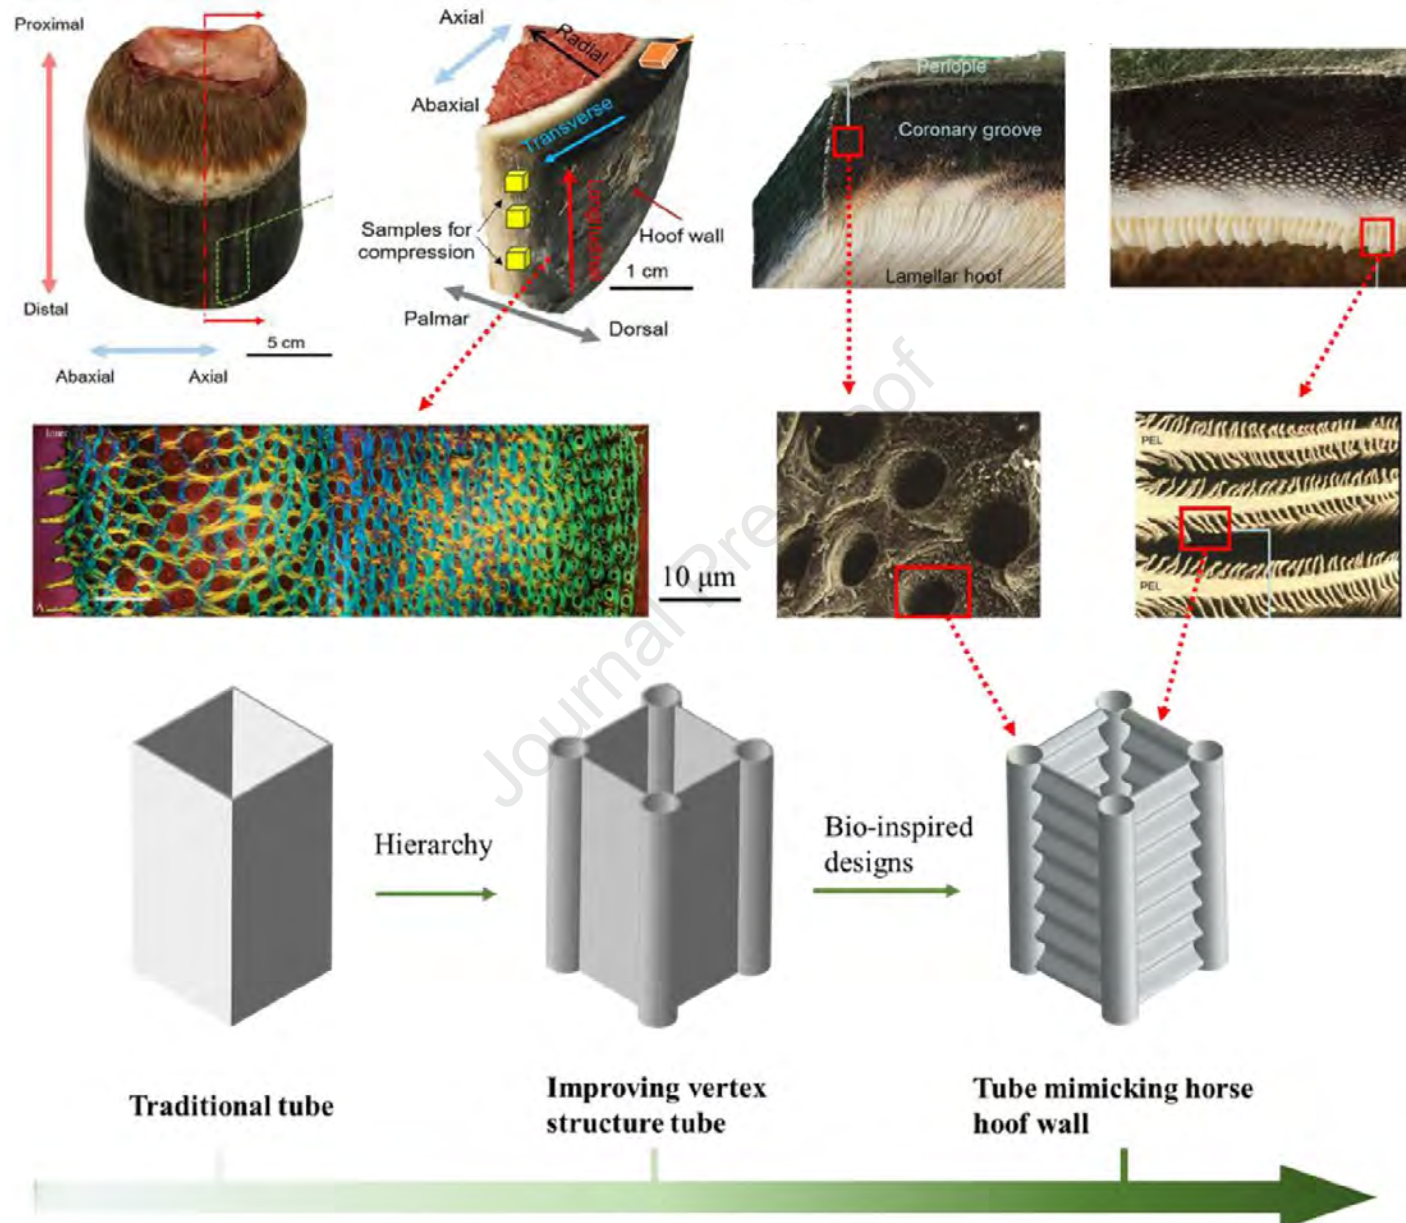 Proximal
Distal
Abaxial
Axial
5 cm
Axial
Abaxial
Radial
Transverse
Longitudinal
Samples for
compression
Hoof wall
1 cm
Palmar
Dorsal
Periople
Coronary groove
Lamellar hoof
Inner
A
10 μm
PEL
PEL
Journal Pre-proof
Hierarchy
Bio-inspired
designs
Traditional tube
Improving vertex
structure tube
Tube mimicking horse
hoof wall